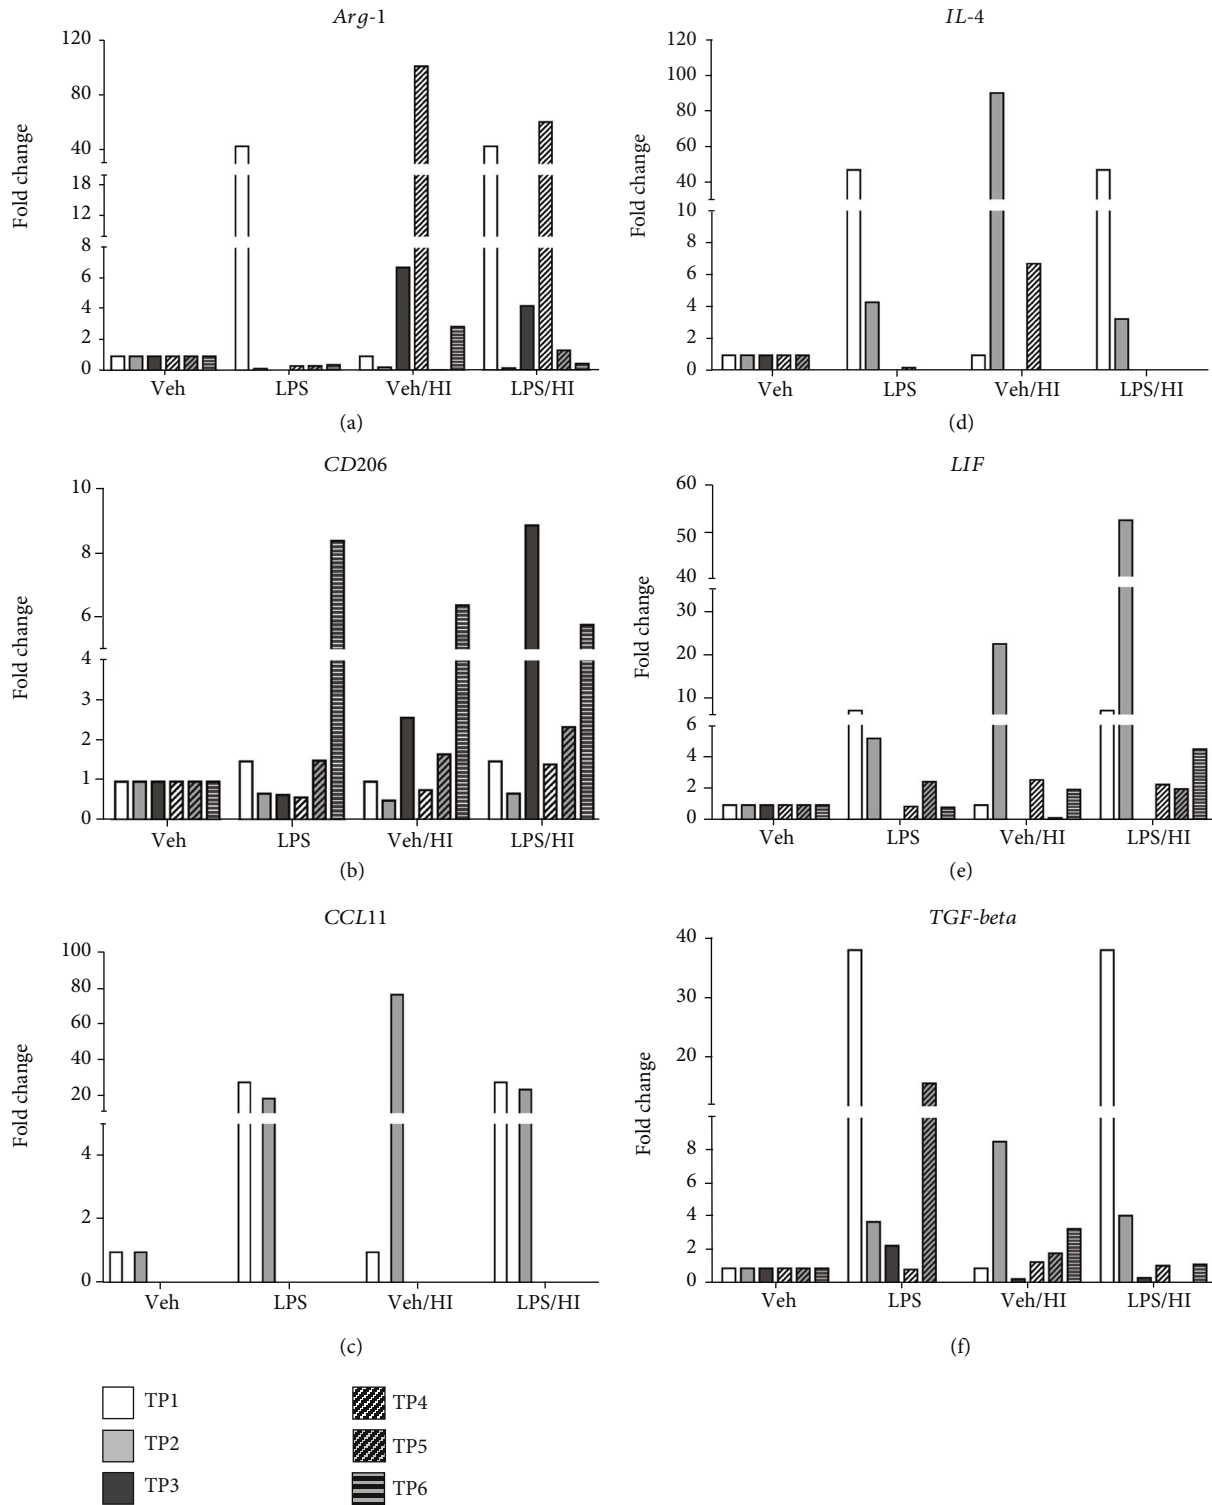 Arg-1
120
80
40
18
12
8
6
4
2
0
Fold change
Veh LPS Veh/HI LPS/HI
(a)
IL-4
120
100
80
60
40
10
8
6
4
2
0
Fold change
Veh LPS Veh/HI LPS/HI
(d)
CD206
10
8
6
4
3
2
1
0
Fold change
Veh LPS Veh/HI LPS/HI
(b)
LIF
60
50
40
30
20
10
6
4
2
0
Fold change
Veh LPS Veh/HI LPS/HI
(e)
CCL11
100
80
60
40
20
4
2
0
Fold change
Veh LPS Veh/HI LPS/HI
(c)
TGF-beta
40
30
20
8
6
4
2
0
Fold change
Veh LPS Veh/HI LPS/HI
(f)
TP1
TP2
TP3
TP4
TP5
TP6